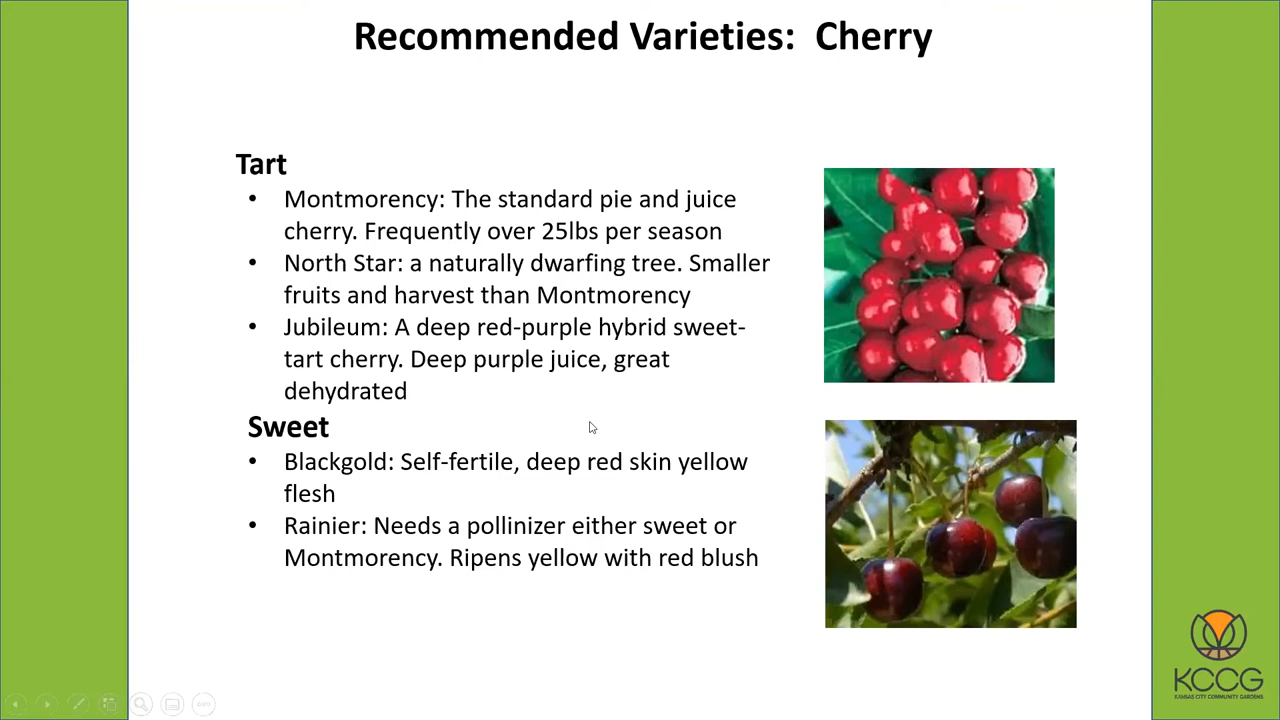 Recommended Varieties:  Cherry
Tart
• Montmorency: The standard pie and juice
cherry. Frequently over 25lbs per season
• North Star: a naturally dwarfing tree. Smaller
fruits and harvest than Montmorency
• Jubileum: A deep red-purple hybrid sweet-
tart cherry. Deep purple juice, great
dehydrated
Sweet
• Blackgold: Self-fertile, deep red skin yellow
flesh
• Rainier: Needs a pollinizer either sweet or
Montmorency. Ripens yellow with red blush
KCCG
KANSAS CITY COMMUNITY GARDENS